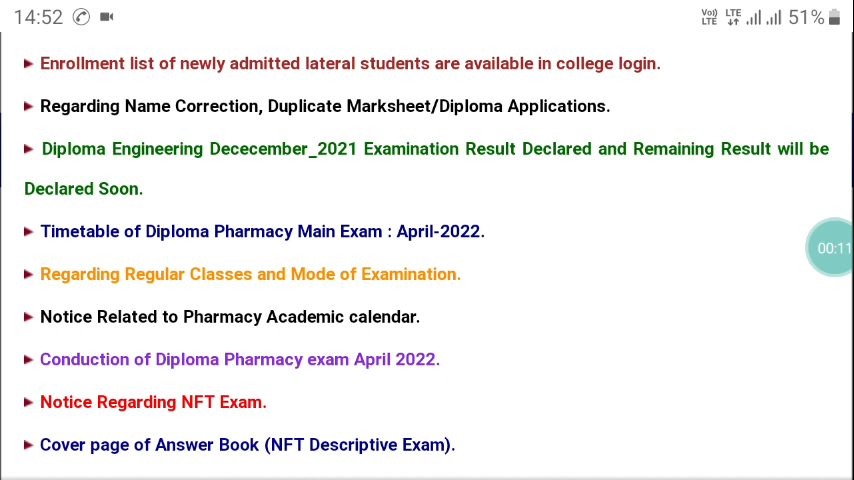 14:52
Vo)) LTE LTE 51%
Enrollment list of newly admitted lateral students are available in college login.
Regarding Name Correction, Duplicate Marksheet/Diploma Applications.
Diploma Engineering Dececember_2021 Examination Result Declared and Remaining Result will be
Declared Soon.
Timetable of Diploma Pharmacy Main Exam : April-2022.
00:11
Regarding Regular Classes and Mode of Examination.
Notice Related to Pharmacy Academic calendar.
Conduction of Diploma Pharmacy exam April 2022.
Notice Regarding NFT Exam.
Cover page of Answer Book (NFT Descriptive Exam).